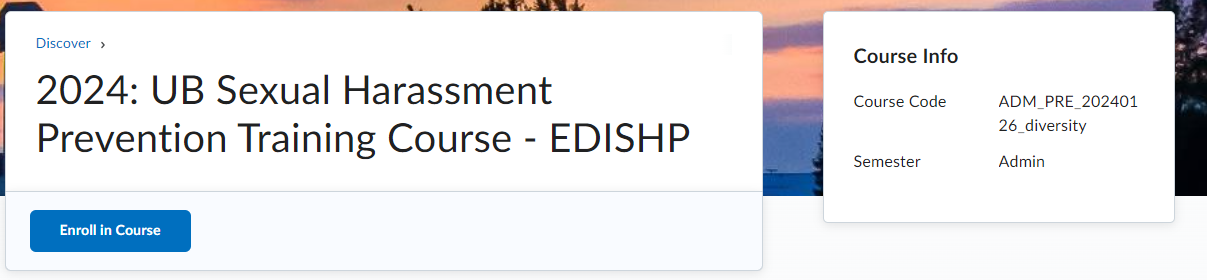 Discover ›
2024: UB Sexual Harassment
Prevention Training Course - EDISHP
Enroll in Course
Course Info
Course Code ADM_PRE_202401
26_diversity
Semester Admin